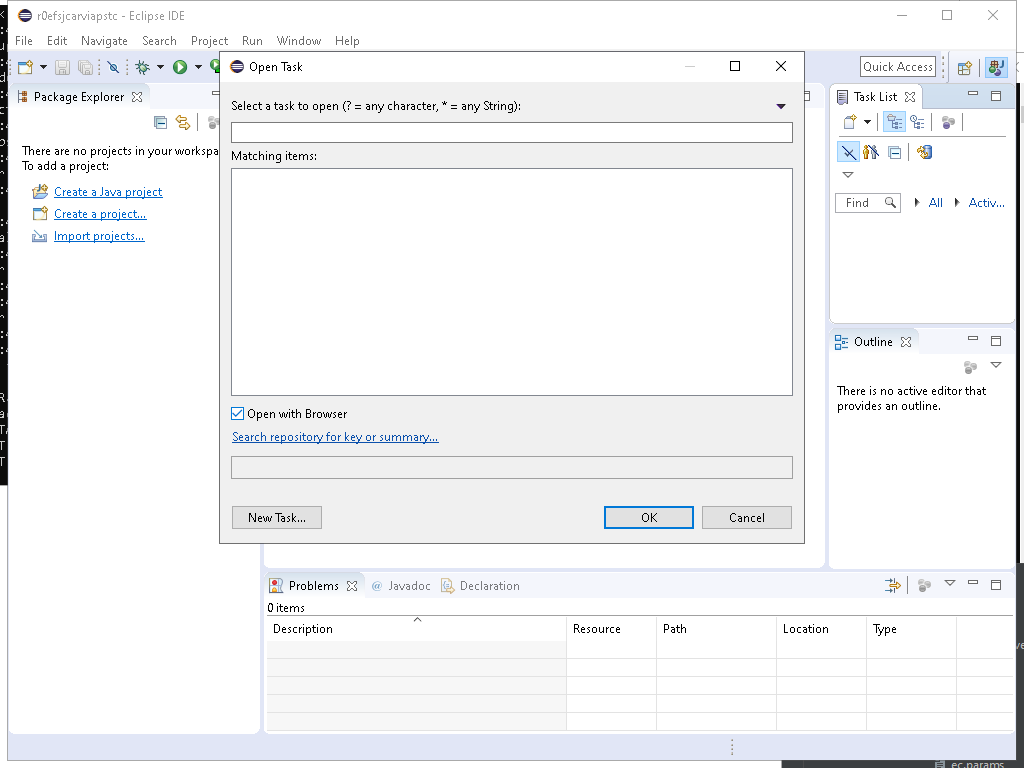 r0efsjcarviapstc - Eclipse IDE
File Edit Navigate Search Project Run Window Help
Quick Access
Package Explorer
There are no projects in your workspa
To add a project:
Create a Java project
Create a project...
Import projects...
Open Task
Select a task to open (? = any character, * = any String):
Matching items:
Open with Browser
Search repository for key or summary...
New Task...
OK
Cancel
Task List
Find
All
Activ...
Outline
There is no active editor that
provides an outline.
Problems
@ Javadoc
Declaration
0 items
Description Resource Path Location Type
ec.params